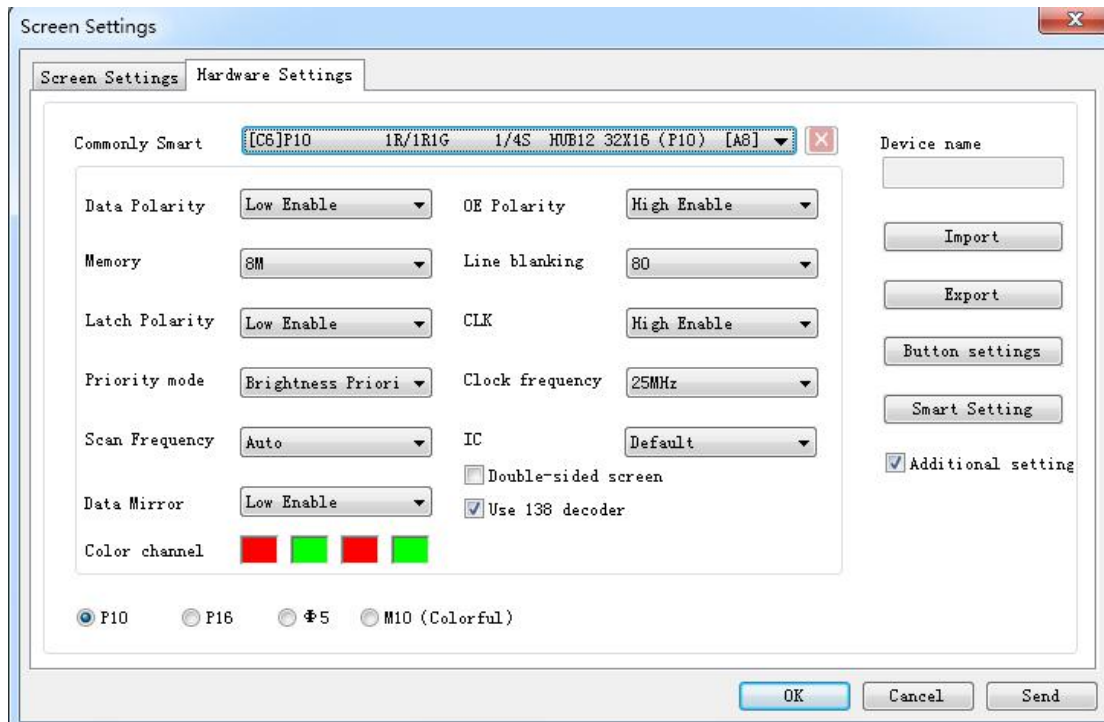 Screen Settings
Screen Settings Hardware Settings
Commonly Smart [C6]P10 1R/1R1G 1/4S HUB12 32X16 (P10) [A8]
Device name
Data Polarity Low Enable OE Polarity High Enable
Import
Memory 8M Line blanking 80
Export
Latch Polarity Low Enable CLK High Enable
Button settings
Priority mode Brightness Priori Clock frequency 25MHz
Smart Setting
Scan Frequency Auto IC Default
Additional setting
Double-sided screen
Data Mirror Low Enable Use 138 decoder
Color channel
P10 P16 Φ5 M10 (Colorful)
OK Cancel Send